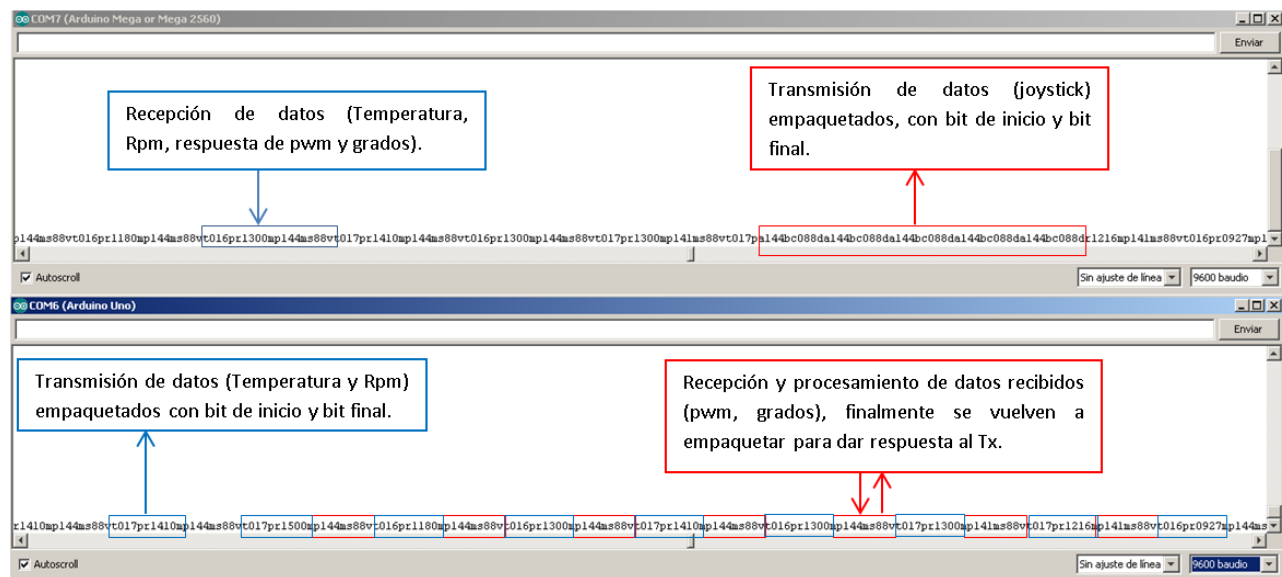 COM7 (Arduino Mega or Mega 2560)
Enviar
Recepción de datos (Temperatura,
Rpm, respuesta de pwm y grados).
Transmisión de datos (joystick)
empaquetados, con bit de inicio y bit
final.
p144ms88vt016pr1180mp144ms88vt016pr1300mp144ms88vt017pr1410mp144ms88vt016pr1300mp144ms88vt017pr1300mp141ms88vt017pa144bc088da144bc088da144bc088da144bc088da144bc088dr1216mp141ms88vt016pr0927mp1
Autoscroll
Sin ajuste de línea
9600 baudio
COM6 (Arduino Uno)
Enviar
Transmisión de datos (Temperatura y Rpm)
empaquetados con bit de inicio y bit final.
Recepción y procesamiento de datos recibidos
(pwm, grados), finalmente se vuelven a
empaquetar para dar respuesta al Tx.
r1410mp144ms88vt017pr1410mp144ms88vt017pr1500mp144ms88vt016pr1180mp144ms88vt016pr1300mp144ms88vt017pr1410mp144ms88vt016pr1300mp144ms88vt017pr1300mp141ms88vt017pr1216mp141ms88vt016pr0927mp144ms
Autoscroll
Sin ajuste de línea
9600 baudio